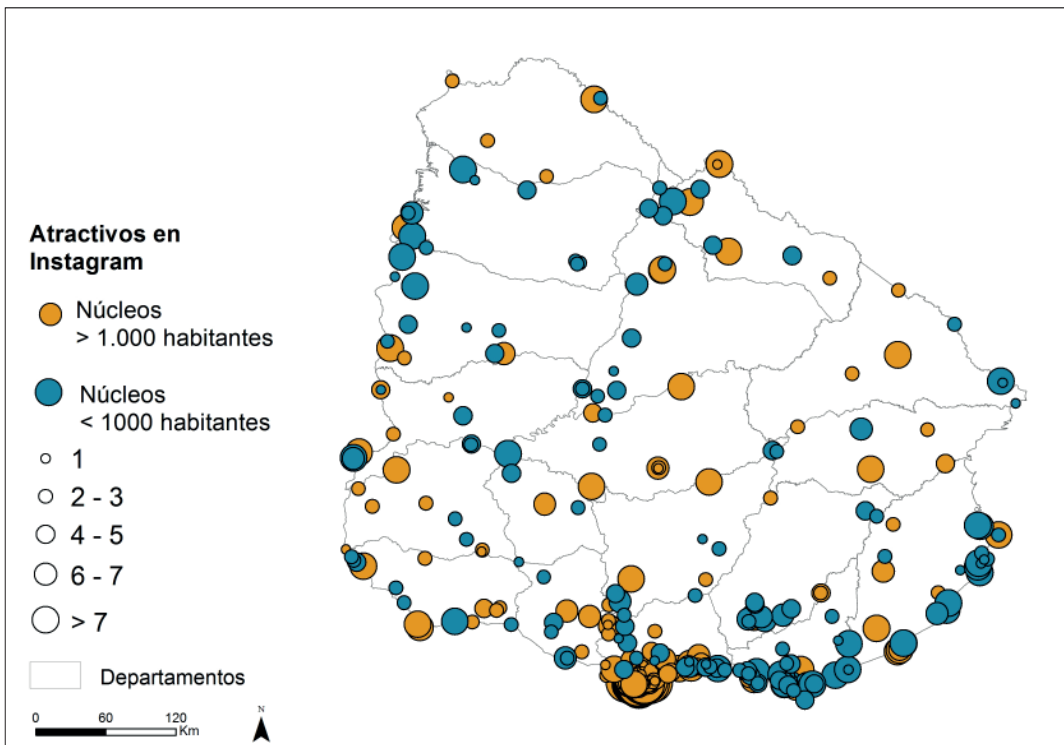 Atractivos en
Instagram
Núcleos
> 1.000 habitantes
Núcleos
< 1000 habitantes
1
2 - 3
4 - 5
6 - 7
> 7
Departamentos
0 60 120
Km
N